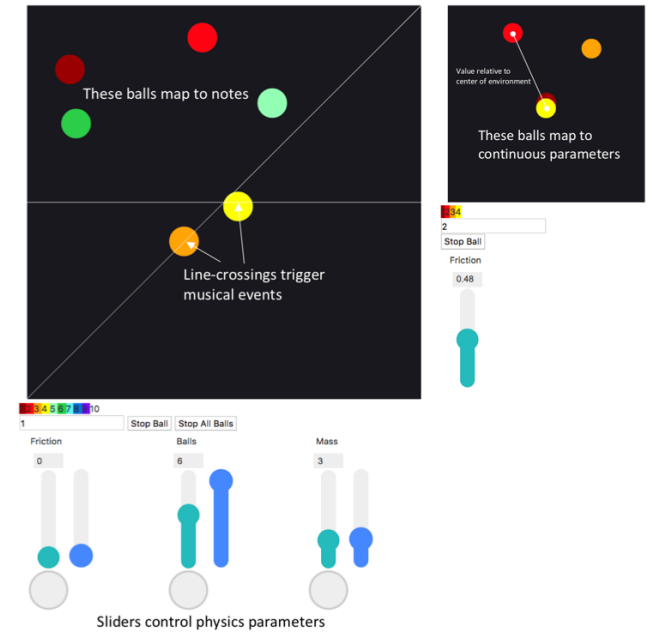 These balls map to notes
Value relative to
center of environment
These balls map to
continuous parameters
Line-crossings trigger
musical events
34
2
Stop Ball
Friction
0.48
2 3 4 5 6 7 8 9 10
1
Stop Ball
Stop All Balls
Friction
Balls
Mass
0
6
3
Sliders control physics parameters